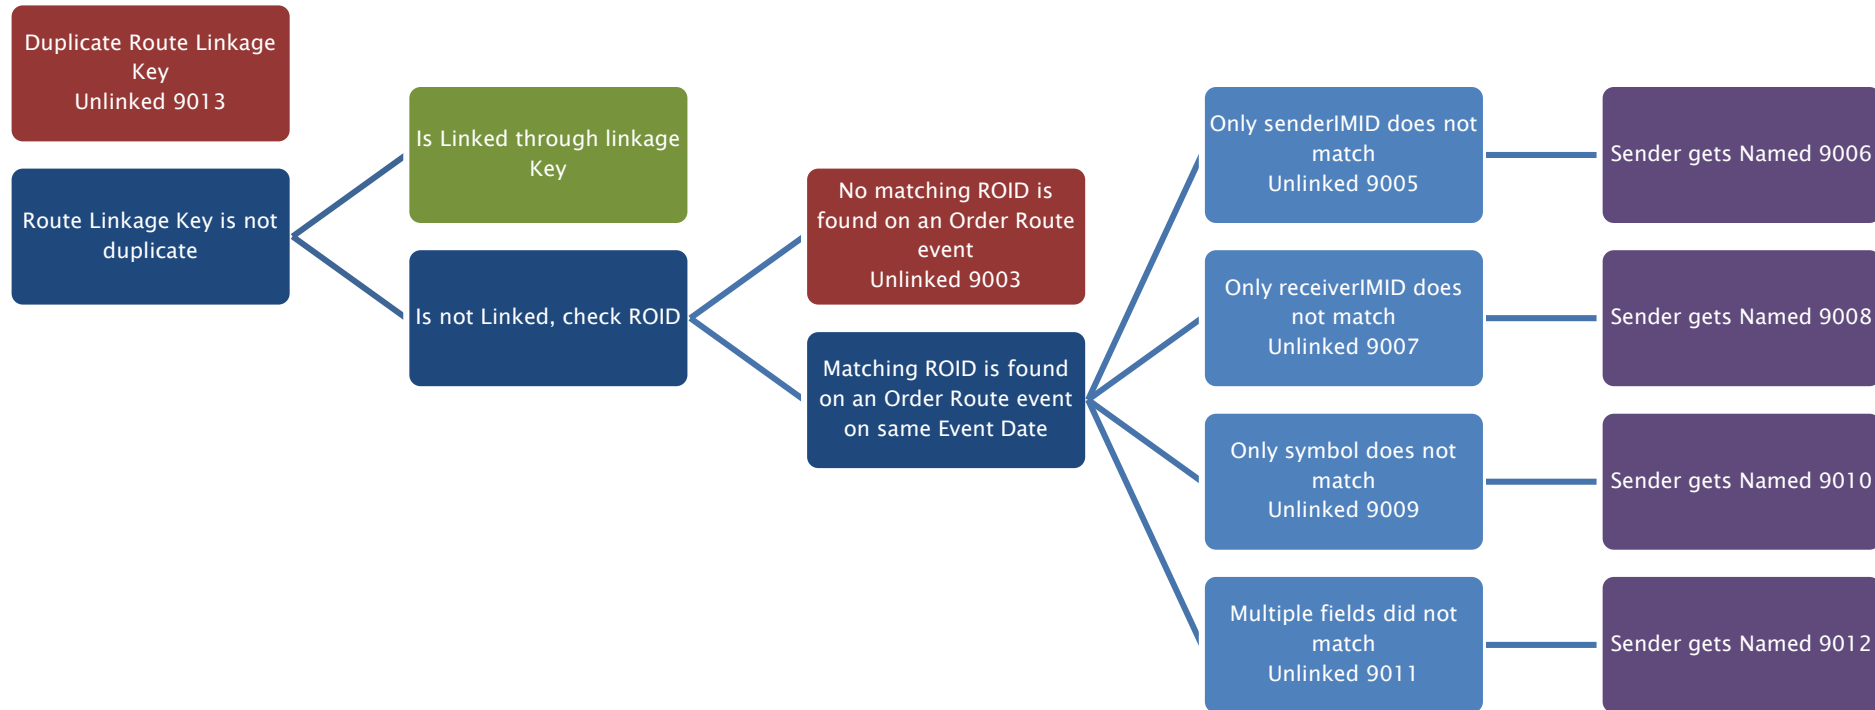 Duplicate Route Linkage
Key
Unlinked 9013
Route Linkage Key is not
duplicate
Is Linked through linkage
Key
Is not Linked, check ROID
No matching ROID is
found on an Order Route
event
Unlinked 9003
Matching ROID is found
on an Order Route event
on same Event Date
Only senderIMID does not
match
Unlinked 9005
Sender gets Named 9006
Only receiverIMID does
not match
Unlinked 9007
Sender gets Named 9008
Only symbol does not
match
Unlinked 9009
Sender gets Named 9010
Multiple fields did not
match
Unlinked 9011
Sender gets Named 9012